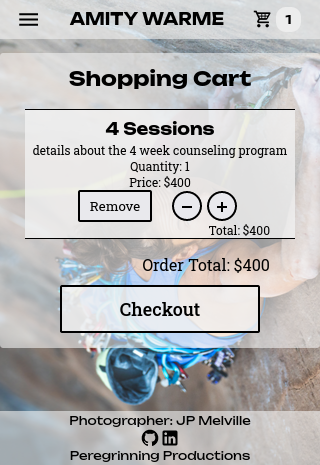 AMITY WARME
1
Shopping Cart
4 Sessions
details about the 4 week counseling program
Quantity: 1
Price: $400
Remove
Total: $400
Order Total: $400
Checkout
Photographer: JP Melville
Peregrinning Productions